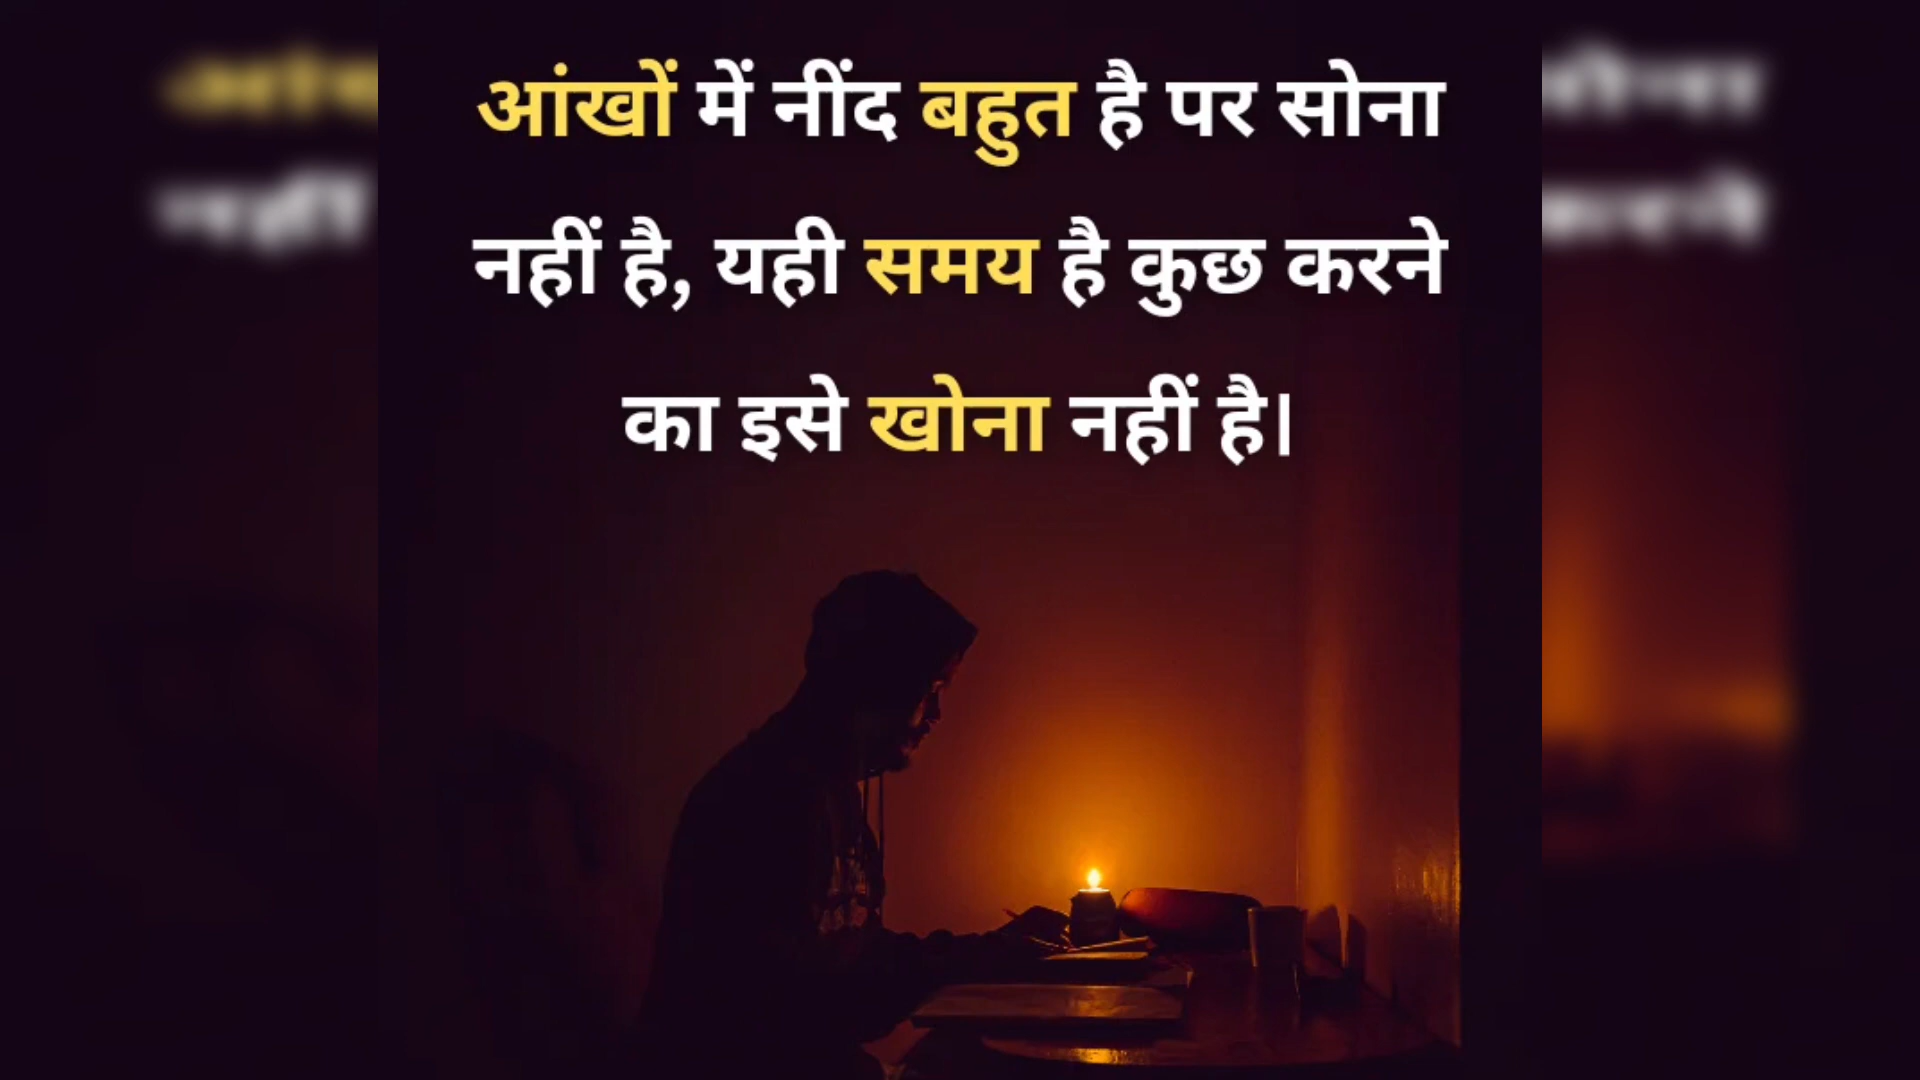 आंखों में नींद बहुत है पर सोना
नहीं है, यही समय है कुछ करने
का इसे खोना नहीं है।